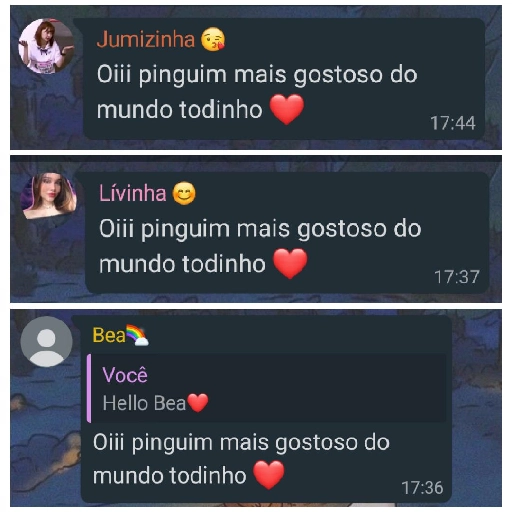 Jumizinha 😘
Oiii pinguim mais gostoso do
mundo todinho ❤️
17:44
Lívinha 😊
Oiii pinguim mais gostoso do
mundo todinho ❤️
17:37
Bea🌈
Você
Hello Bea❤️
Oiii pinguim mais gostoso do
mundo todinho ❤️
17:36